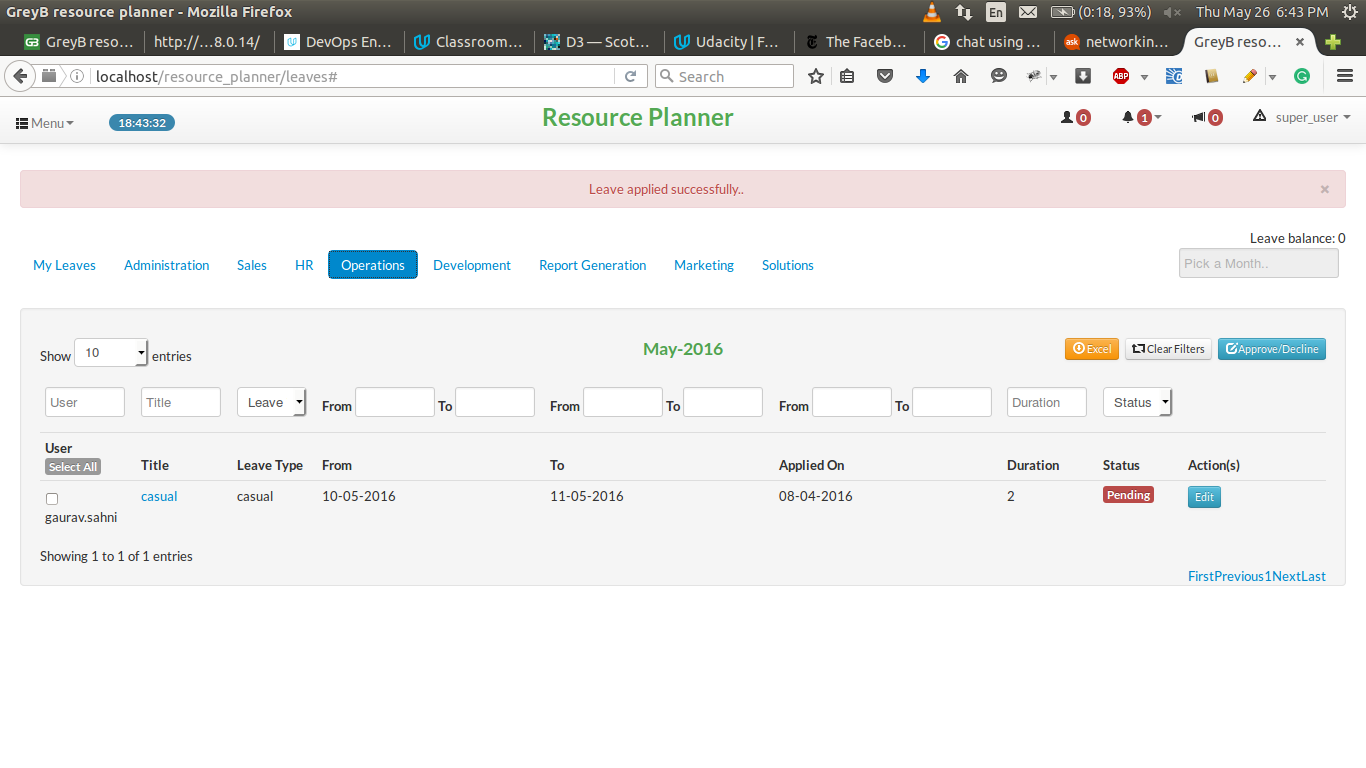 GreyB resource planner - Mozilla Firefox En (0:18, 93%) Thu May 26 6:43 PM
GreyB reso... http://...8.0.14/ DevOps En... Classroom... D3 — Scot... Udacity | F... The Faceb... chat using ... networkin... GreyB reso...
localhost/resource_planner/leaves# Search ABP
Menu 18:43:32 Resource Planner 0 1 0 super_user
Leave applied successfully.. ×
Leave balance: 0
My Leaves Administration Sales HR Operations Development Report Generation Marketing Solutions Pick a Month..
Show 10 entries May-2016 Excel Clear Filters Approve/Decline
User Title Leave From To From To From To Duration Status
User
Select All Title Leave Type From To Applied On Duration Status Action(s)
casual casual 10-05-2016 11-05-2016 08-04-2016 2 Pending Edit
gaurav.sahni
Showing 1 to 1 of 1 entries
FirstPrevious1NextLast